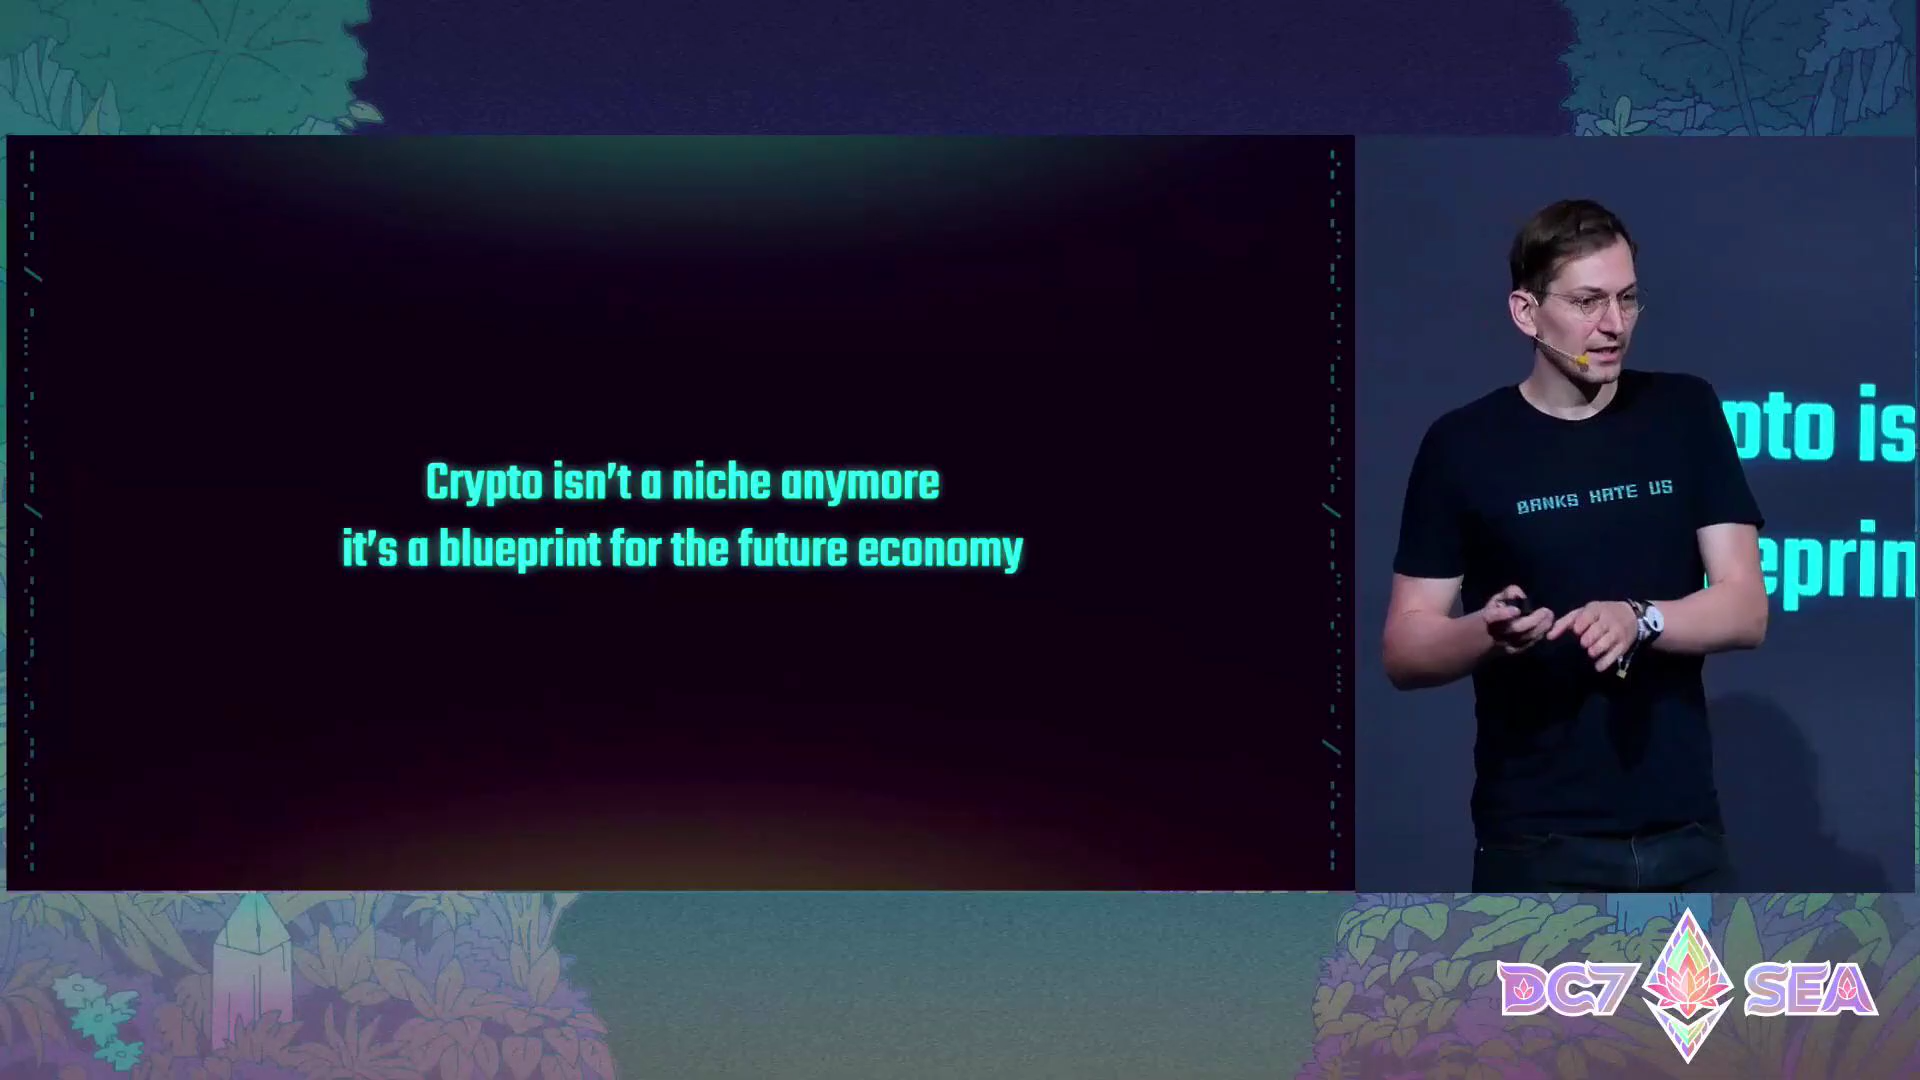 Crypto isn't a niche anymore
it's a blueprint for the future economy
pto is
eprin
BANKS HATE US
DC7 SEA